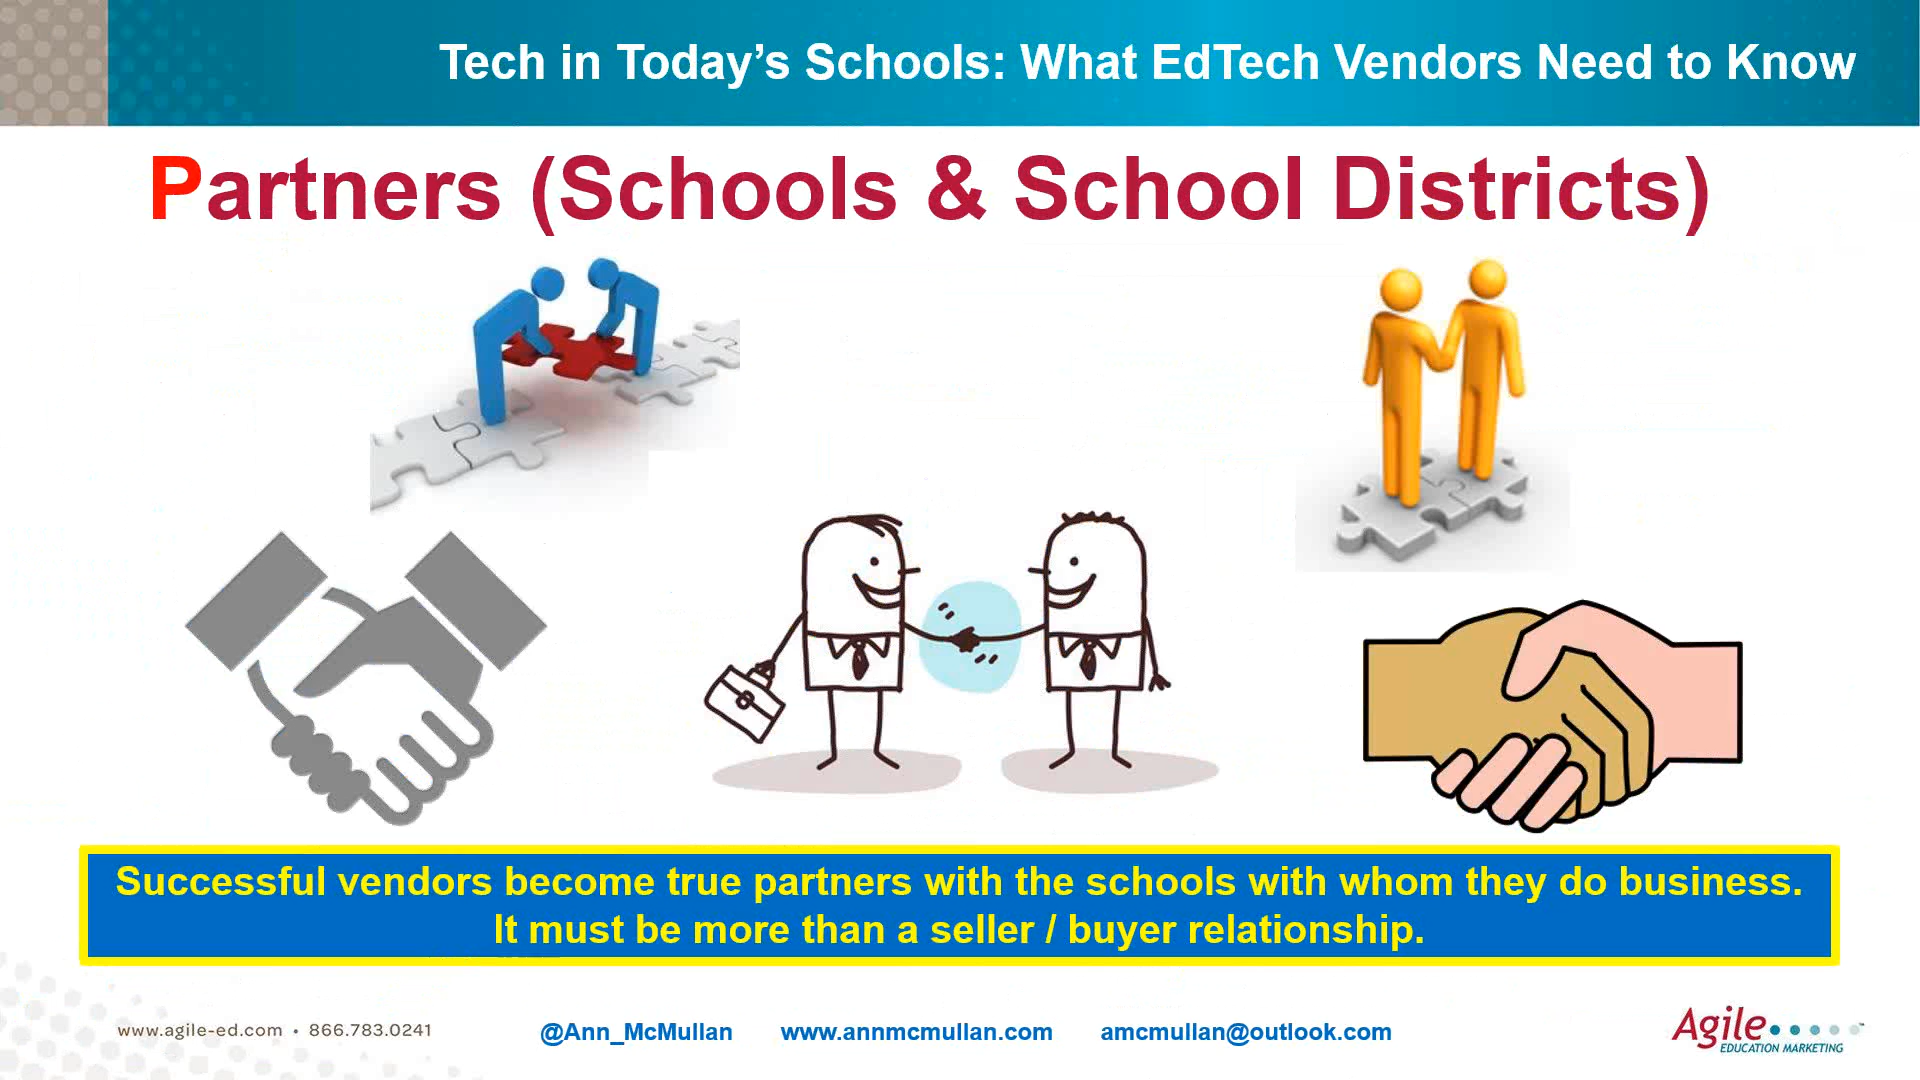 Tech in Today’s Schools: What EdTech Vendors Need to Know
Partners (Schools & School Districts)
Successful vendors become true partners with the schools with whom they do business.
It must be more than a seller / buyer relationship.
www.agile-ed.com • 866.783.0241
@Ann_McMullan www.annmcmullan.com amcmullan@outlook.com
Agile
EDUCATION MARKETING